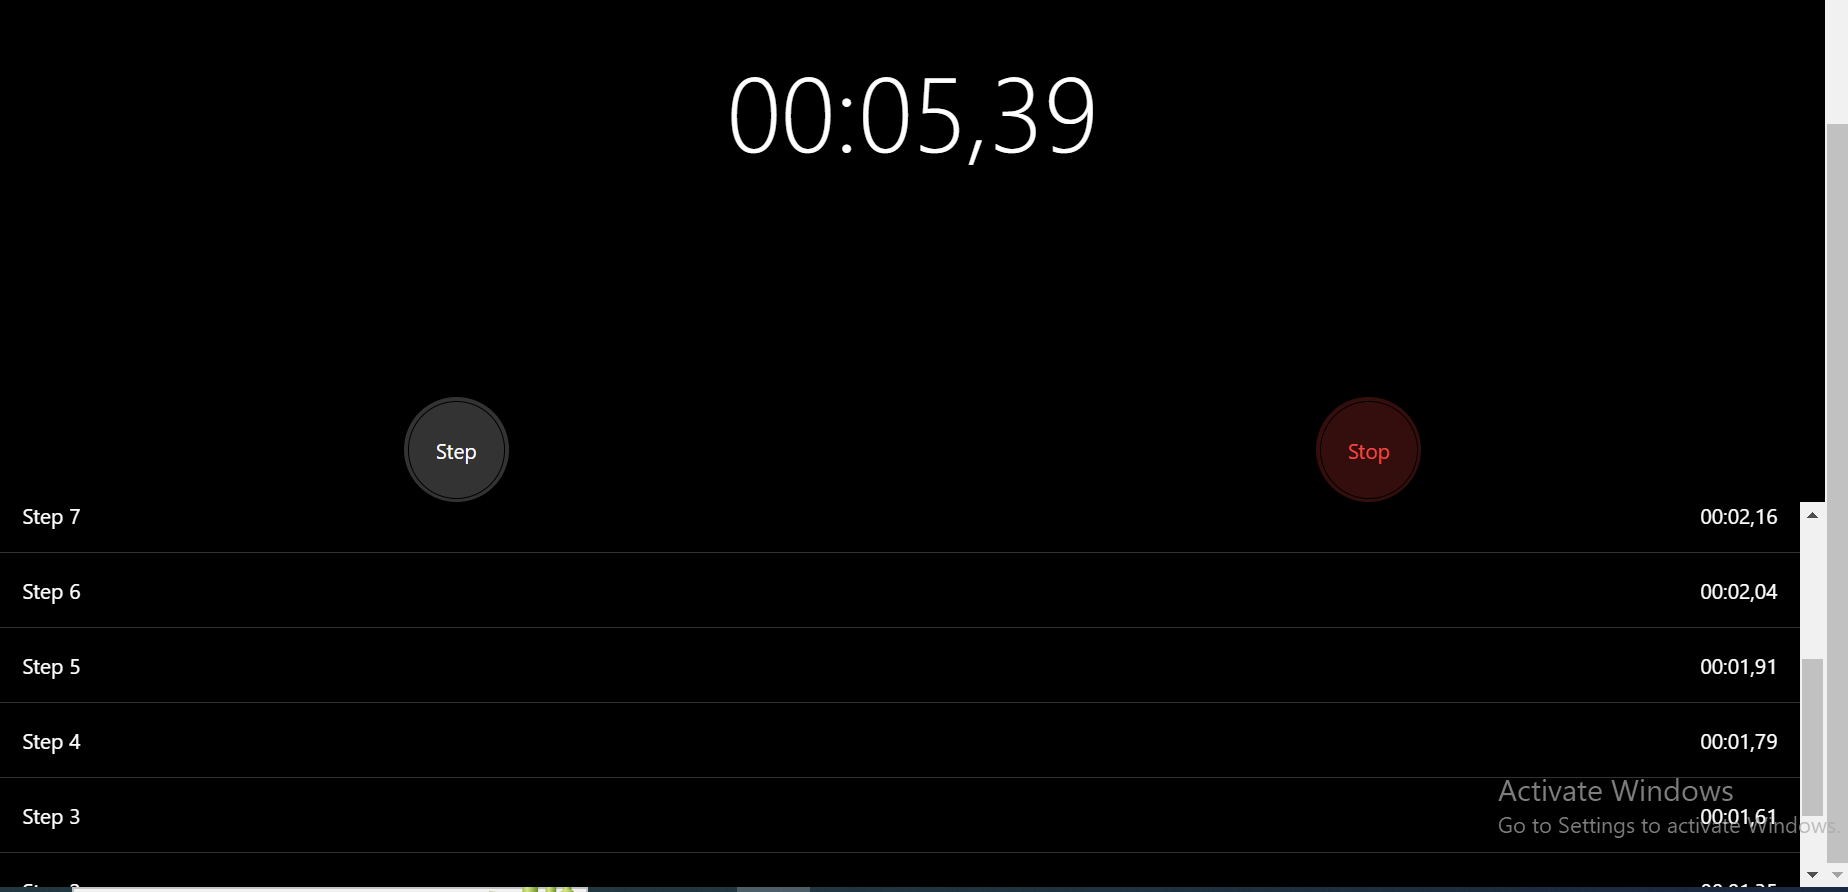 00:05,39
Step Stop
Step 7 00:02,16
Step 6 00:02,04
Step 5 00:01,91
Step 4 00:01,79
Activate Windows
Step 3 00:01,61
Go to Settings to activate Windows.